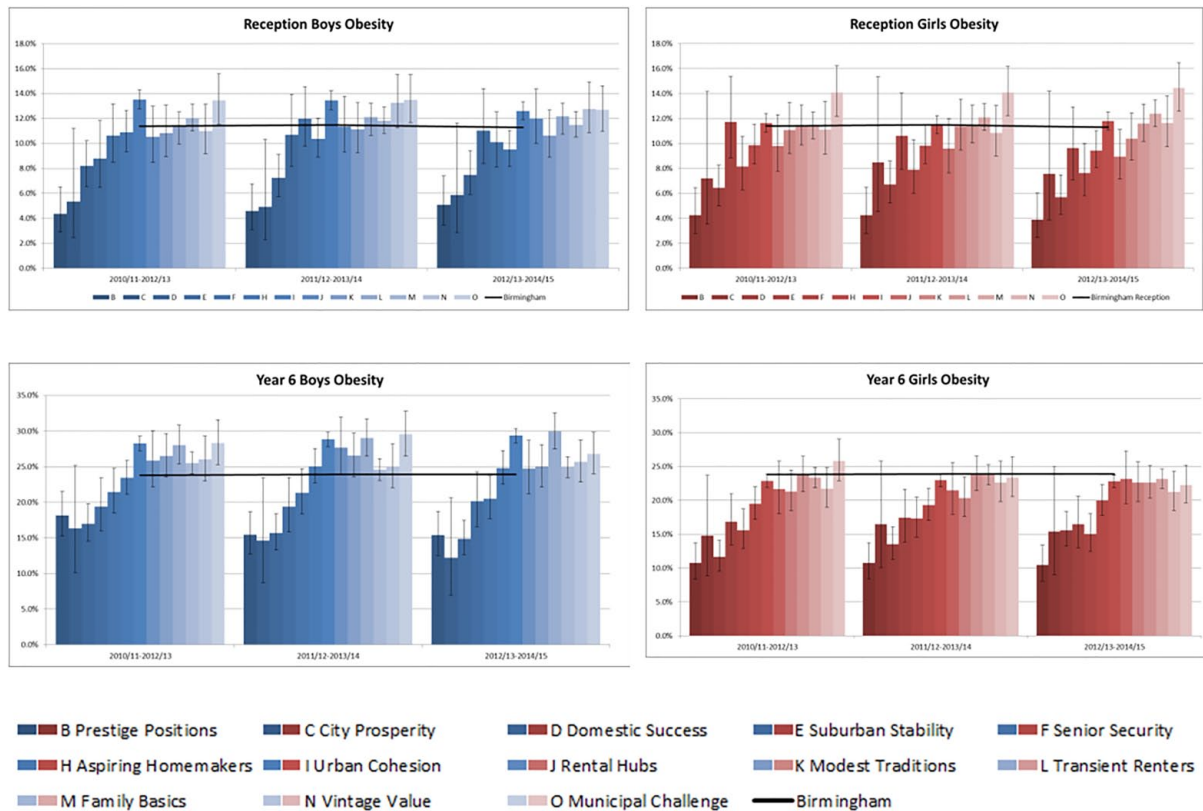 Reception Boys Obesity
18.0%
16.0%
14.0%
12.0%
10.0%
8.0%
6.0%
4.0%
2.0%
0.0%
2010/11-2012/13 2011/12-2013/14 2012/13-2014/15
B C D E F H I J K L M N O Birmingham
Reception Girls Obesity
18.0%
16.0%
14.0%
12.0%
10.0%
8.0%
6.0%
4.0%
2.0%
0.0%
2010/11-2012/13 2011/12-2013/14 2012/13-2014/15
B C D E F H I J K L M N O Birmingham Reception
Year 6 Boys Obesity
35.0%
30.0%
25.0%
20.0%
15.0%
10.0%
5.0%
0.0%
2010/11-2012/13 2011/12-2013/14 2012/13-2014/15
Year 6 Girls Obesity
35.0%
30.0%
25.0%
20.0%
15.0%
10.0%
5.0%
0.0%
2010/11-2012/13 2011/12-2013/14 2012/13-2014/15
B Prestige Positions C City Prosperity D Domestic Success E Suburban Stability F Senior Security
H Aspiring Homemakers I Urban Cohesion J Rental Hubs K Modest Traditions L Transient Renters
M Family Basics N Vintage Value O Municipal Challenge Birmingham